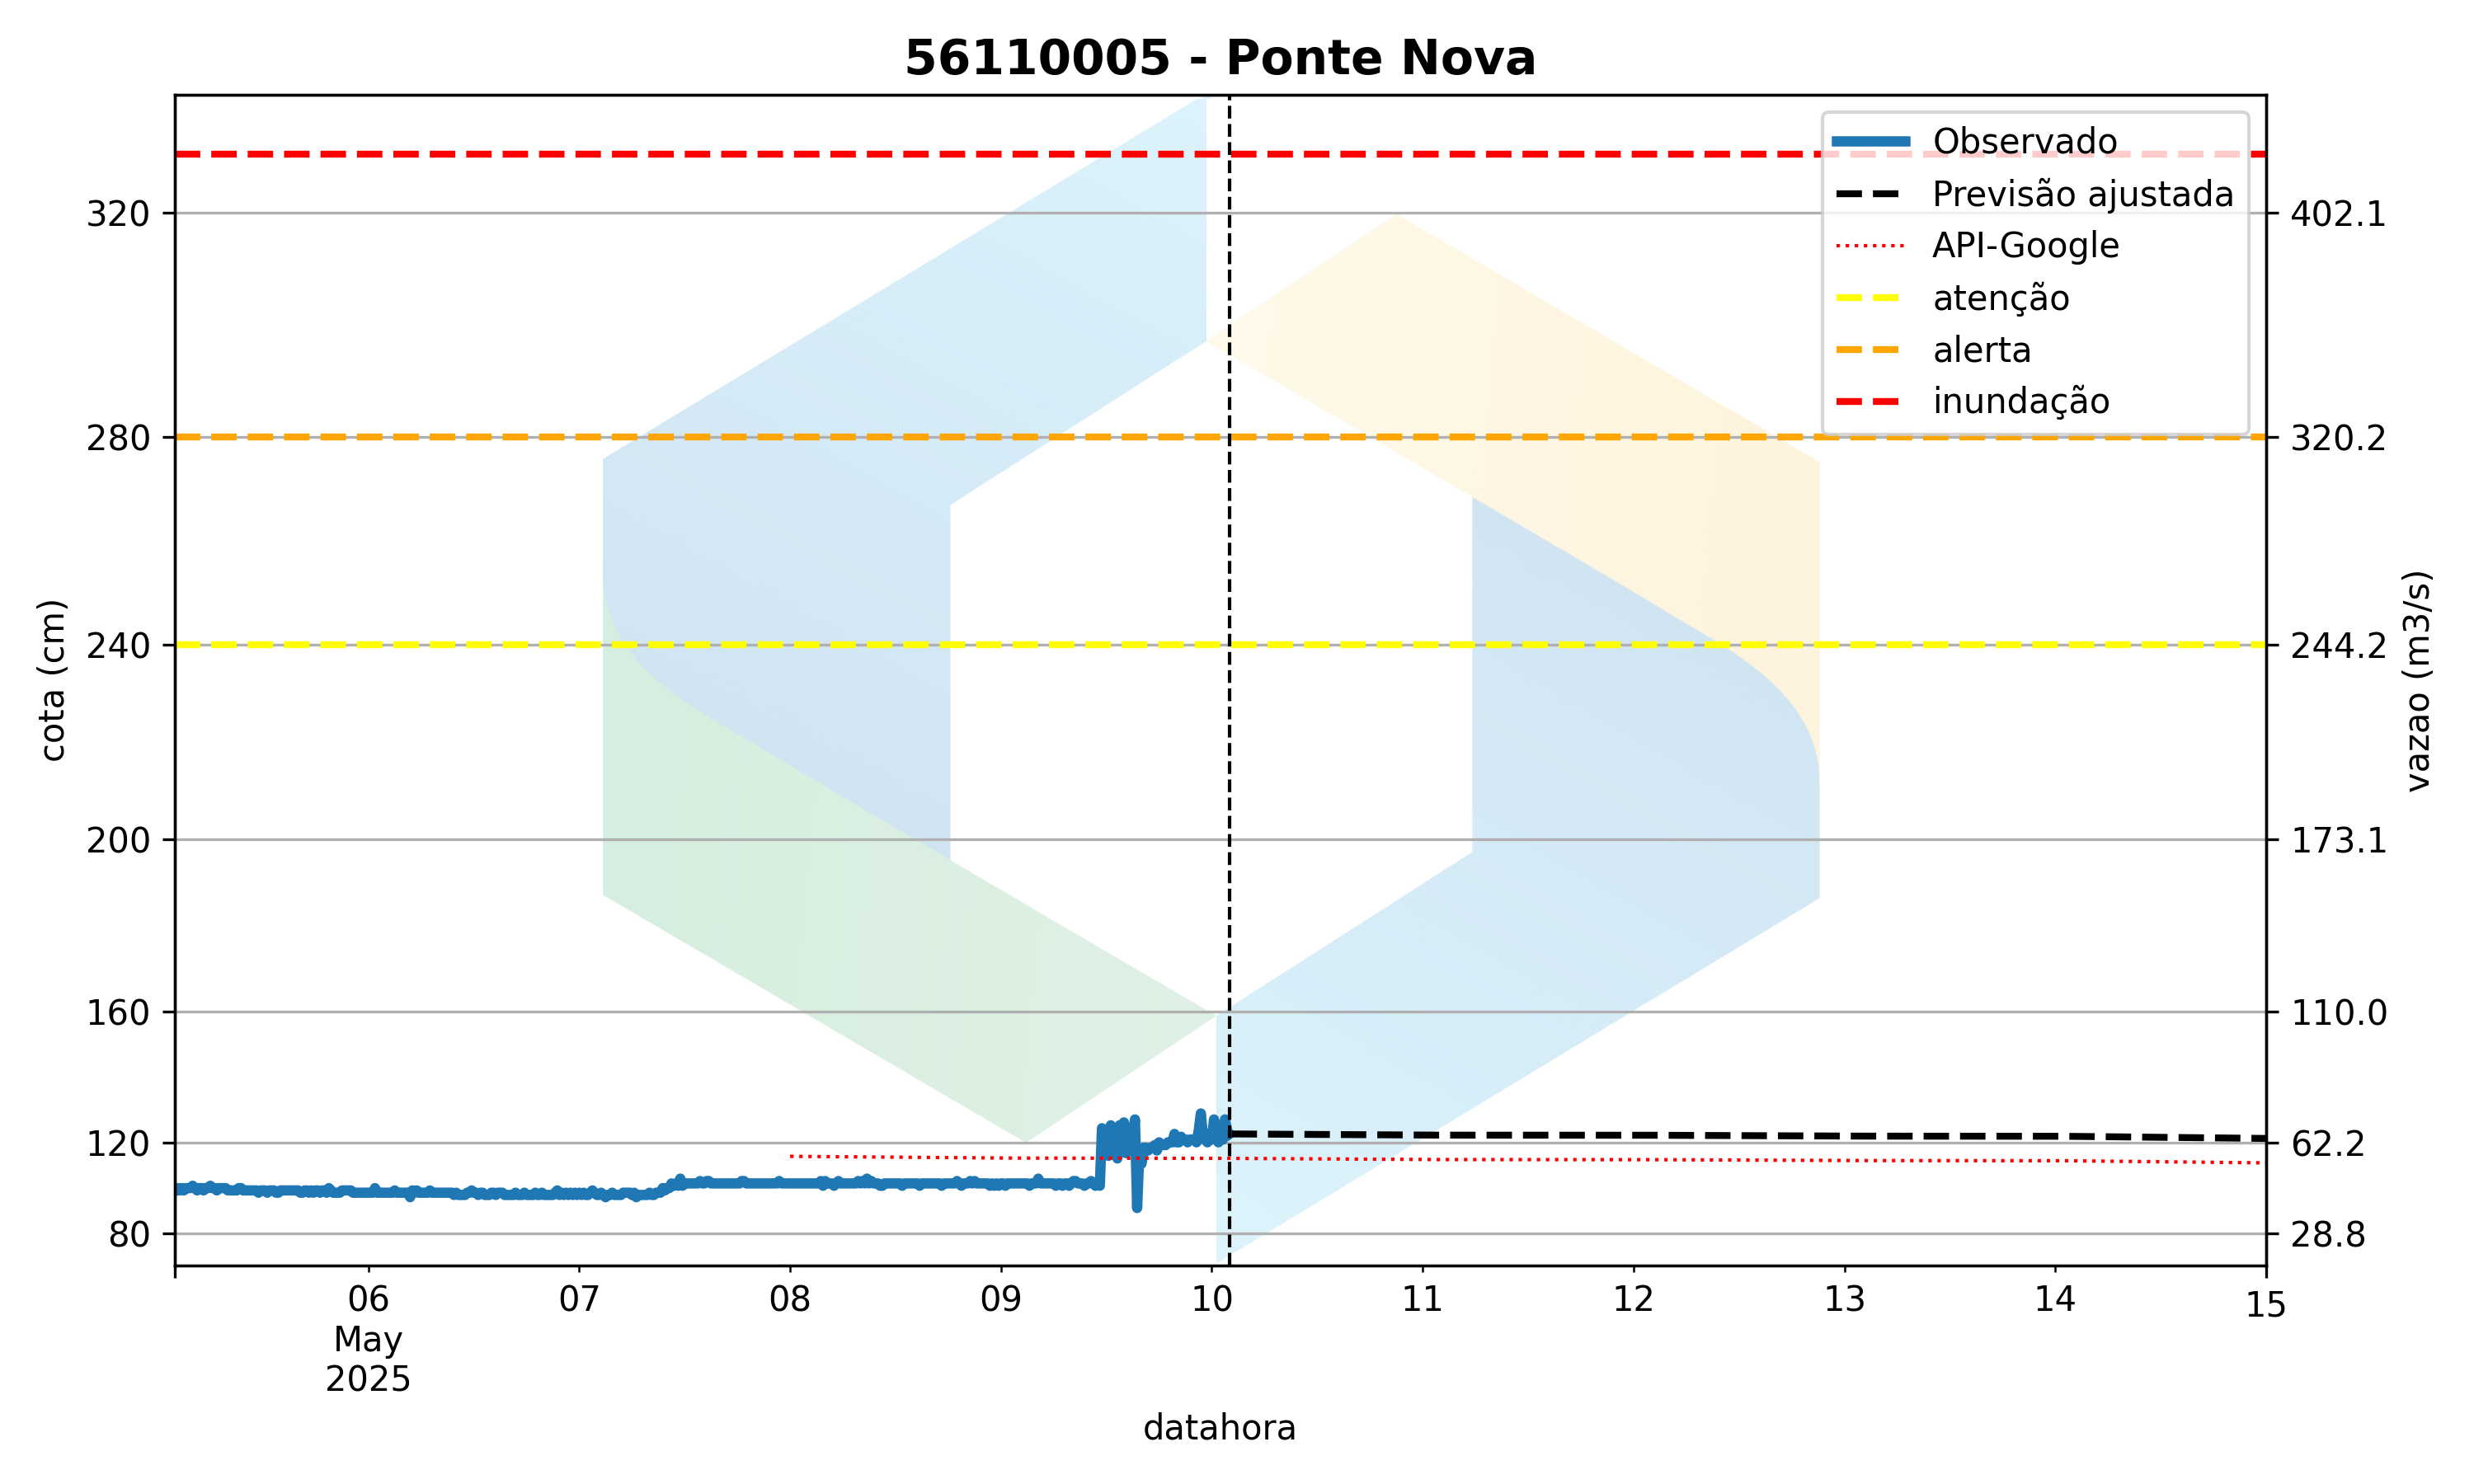 56110005 - Ponte Nova
Observado
Previsão ajustada
API-Google
atenção
alerta
inundação
320
280
240
200
160
120
80
cota (cm)
402.1
320.2
244.2
173.1
110.0
62.2
28.8
vazao (m3/s)
06 07 08 09 10 11 12 13 14 15
May
2025
datahora